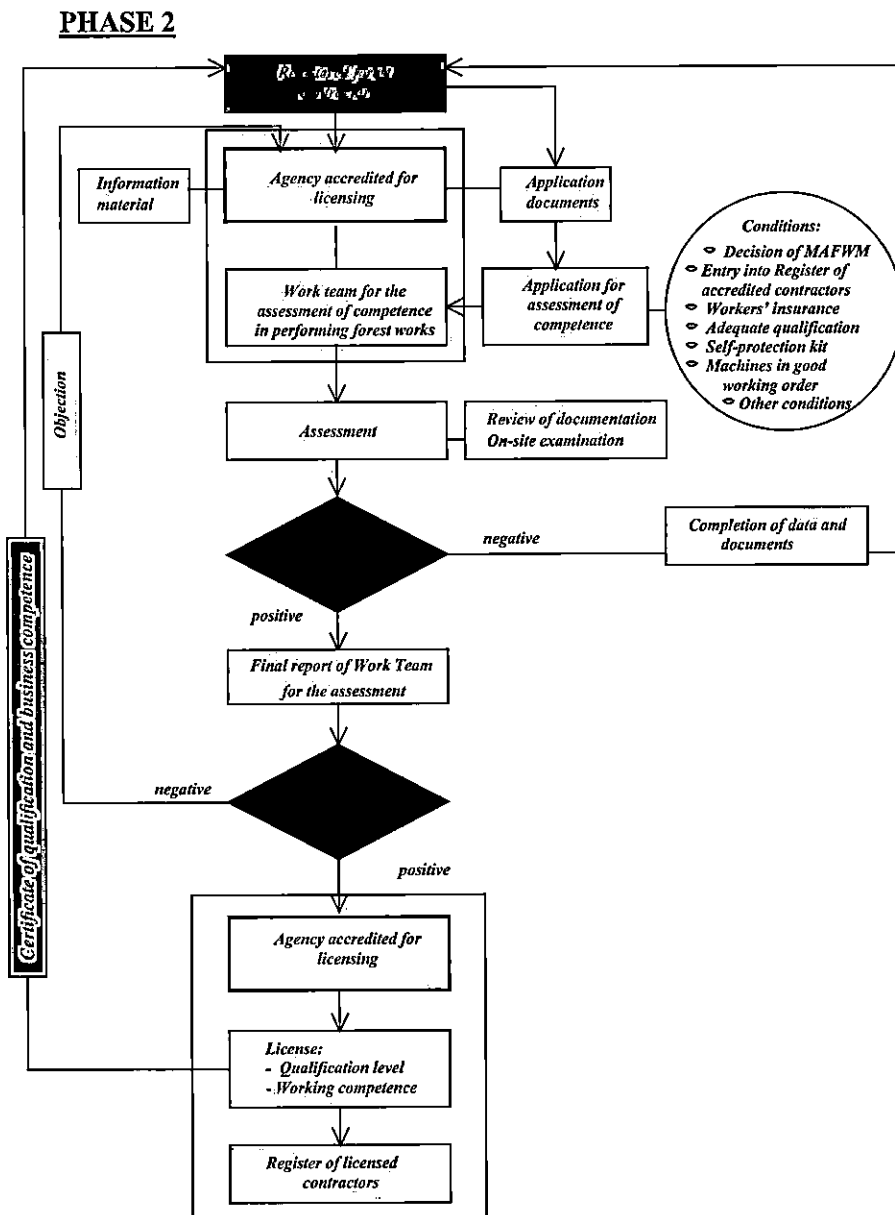 PHASE 2
Information
material
Agency accredited for
licensing
Application
documents
Work team for the
assessment of competence
in performing forest works
Application for
assessment of
competence
Conditions:
Decision of MAFWM
Entry into Register of
accredited contractors
Workers' insurance
Adequate qualification
Self-protection kit
Machines in good
working order
Other conditions
Objection
Assessment
Review of documentation
On-site examination
negative
Completion of data and
documents
positive
Final report of Work Team
for the assessment
negative
positive
Certificate of qualification and business competence
Agency accredited for
licensing
License:
- Qualification level
- Working competence
Register of licensed
contractors